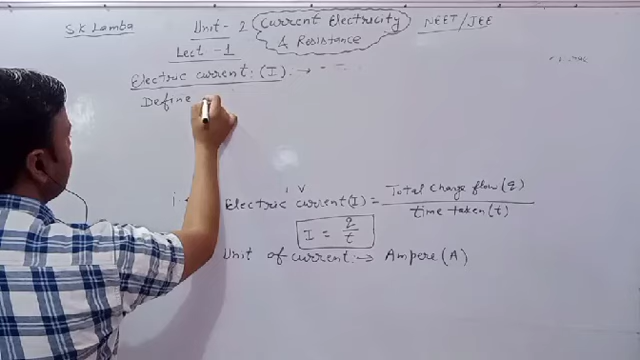 S.K Lamba
Unit - 2 Current Electricity & Resistance
NEET/JEE
Lect - 1
Electric current: (I) :→
Define
Electric current(I) = Total charge flow(q) / time taken(t)
I = q/t
Unit of current :→ Ampere(A)